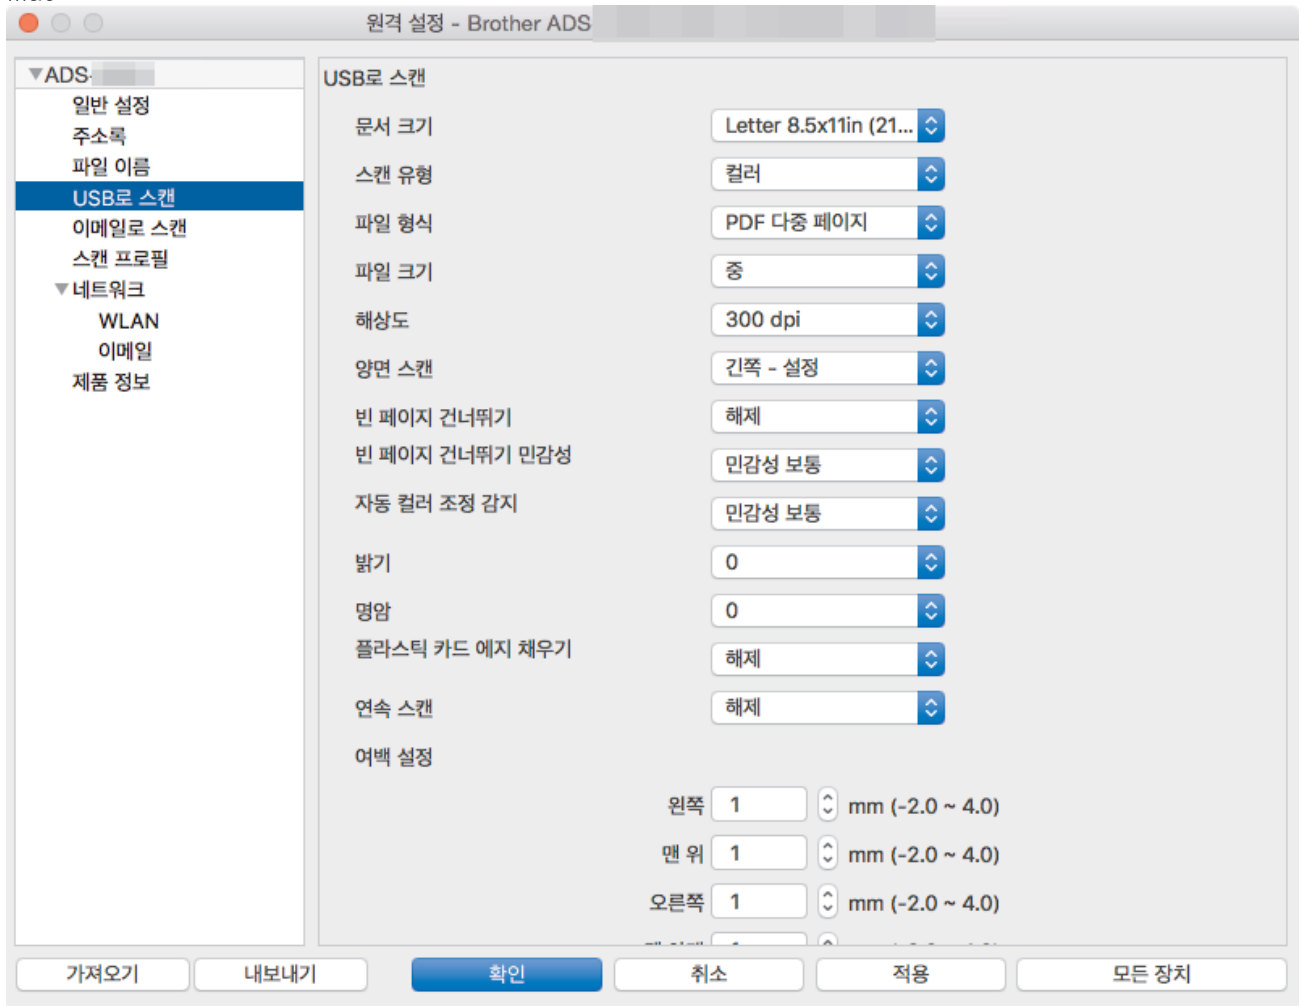 원격 설정 - Brother ADS
ADS-
일반 설정
주소록
파일 이름
USB로 스캔
이메일로 스캔
스캔 프로필
네트워크
WLAN
이메일
제품 정보
USB로 스캔
문서 크기 Letter 8.5x11in (21...
스캔 유형 컬러
파일 형식 PDF 다중 페이지
파일 크기 중
해상도 300 dpi
양면 스캔 긴쪽 - 설정
빈 페이지 건너뛰기 해제
빈 페이지 건너뛰기 민감성 민감성 보통
자동 컬러 조정 감지 민감성 보통
밝기 0
명암 0
플라스틱 카드 에지 채우기 해제
연속 스캔 해제
여백 설정
왼쪽 1 mm (-2.0 ~ 4.0)
맨 위 1 mm (-2.0 ~ 4.0)
오른쪽 1 mm (-2.0 ~ 4.0)
가져오기 내보내기 확인 취소 적용 모든 장치